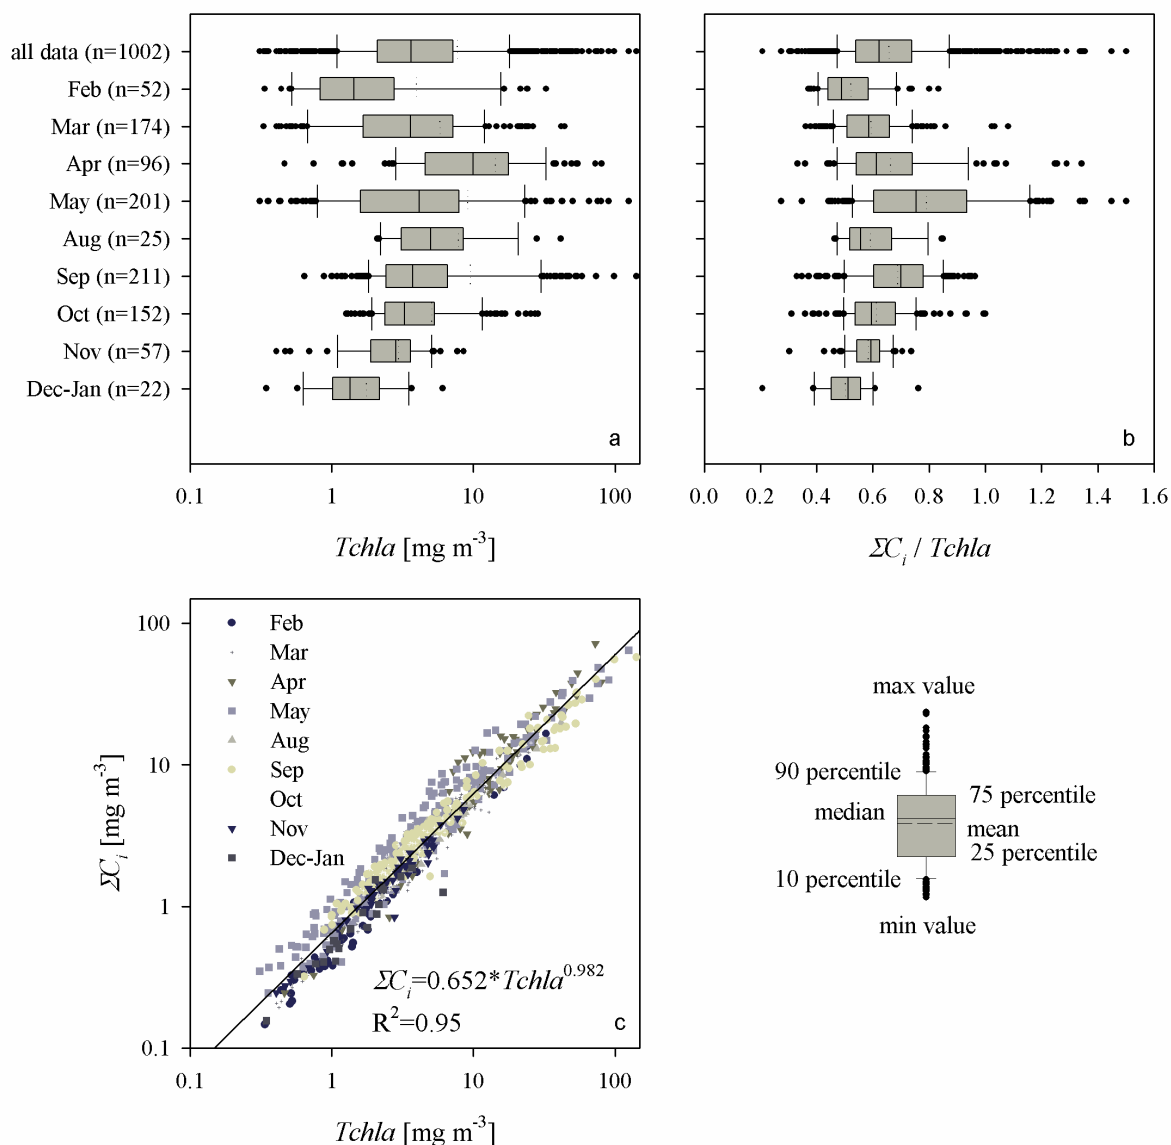 all data (n=1002)
Feb (n=52)
Mar (n=174)
Apr (n=96)
May (n=201)
Aug (n=25)
Sep (n=211)
Oct (n=152)
Nov (n=57)
Dec-Jan (n=22)
a
0.1 1 10 100
Tchla [mg m⁻³]
b
0.0 0.2 0.4 0.6 0.8 1.0 1.2 1.4 1.6
ΣCᵢ / Tchla
100
10
1
0.1
ΣCᵢ [mg m⁻³]
Feb
Mar
Apr
May
Aug
Sep
Oct
Nov
Dec-Jan
ΣCᵢ=0.652*Tchla⁰·⁹⁸²
R²=0.95
c
0.1 1 10 100
Tchla [mg m⁻³]
max value
90 percentile
75 percentile
median
mean
25 percentile
10 percentile
min value